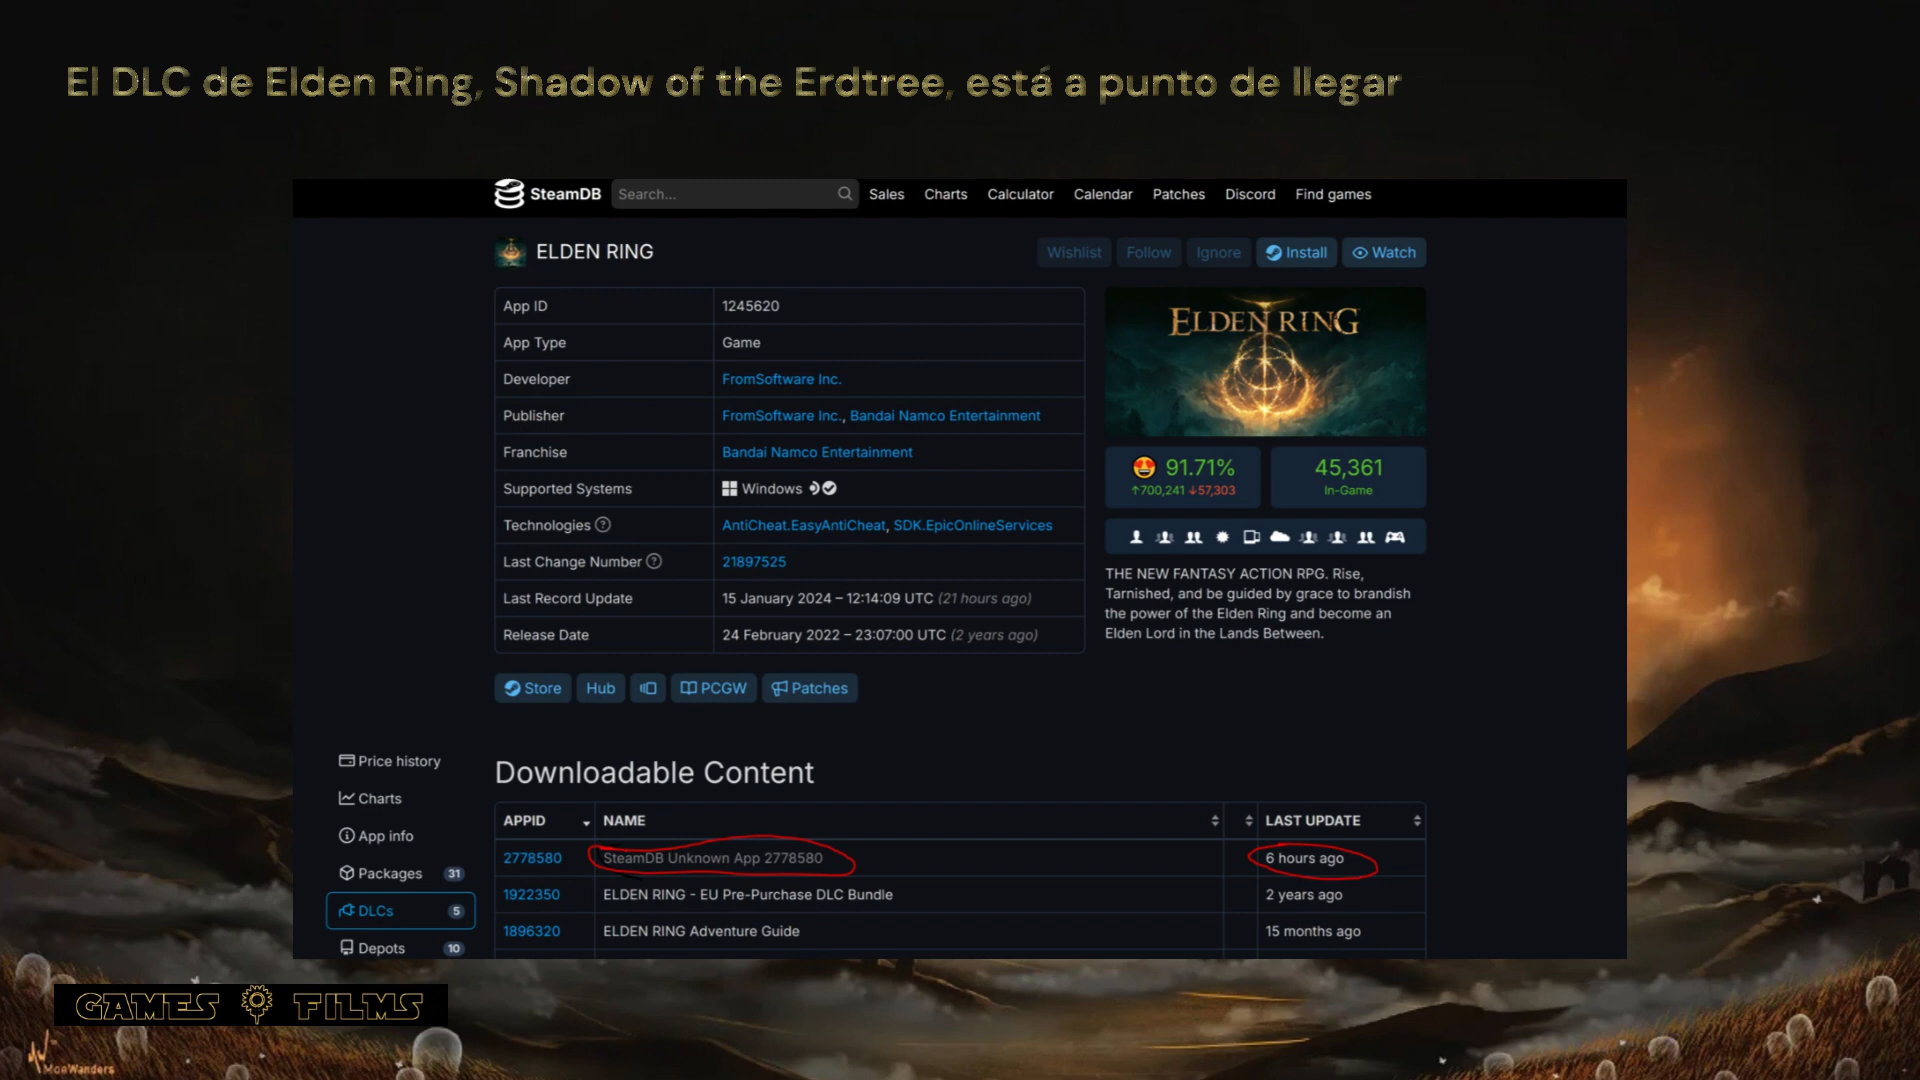 El DLC de Elden Ring, Shadow of the Erdtree, está a punto de llegar
SteamDB Search... Sales Charts Calculator Calendar Patches Discord Find games
ELDEN RING Wishlist Follow Ignore Install Watch
App ID 1245620
App Type Game
Developer FromSoftware Inc.
Publisher FromSoftware Inc., Bandai Namco Entertainment
Franchise Bandai Namco Entertainment
Supported Systems Windows
Technologies AntiCheat.EasyAntiCheat, SDK.EpicOnlineServices
Last Change Number 21897525
Last Record Update 15 January 2024 – 12:14:09 UTC (21 hours ago)
Release Date 24 February 2022 – 23:07:00 UTC (2 years ago)
ELDEN RING
91.71% 45,361
↑700,241 ↓57,303 In-Game
THE NEW FANTASY ACTION RPG. Rise,
Tarnished, and be guided by grace to brandish
the power of the Elden Ring and become an
Elden Lord in the Lands Between.
Store Hub PCGW Patches
Price history
Charts
App info
Packages 31
DLCs 5
Depots 10
Downloadable Content
APPID NAME LAST UPDATE
2778580 SteamDB Unknown App 2778580 6 hours ago
1922350 ELDEN RING - EU Pre-Purchase DLC Bundle 2 years ago
1896320 ELDEN RING Adventure Guide 15 months ago
GAMES FILMS
MoeWanders